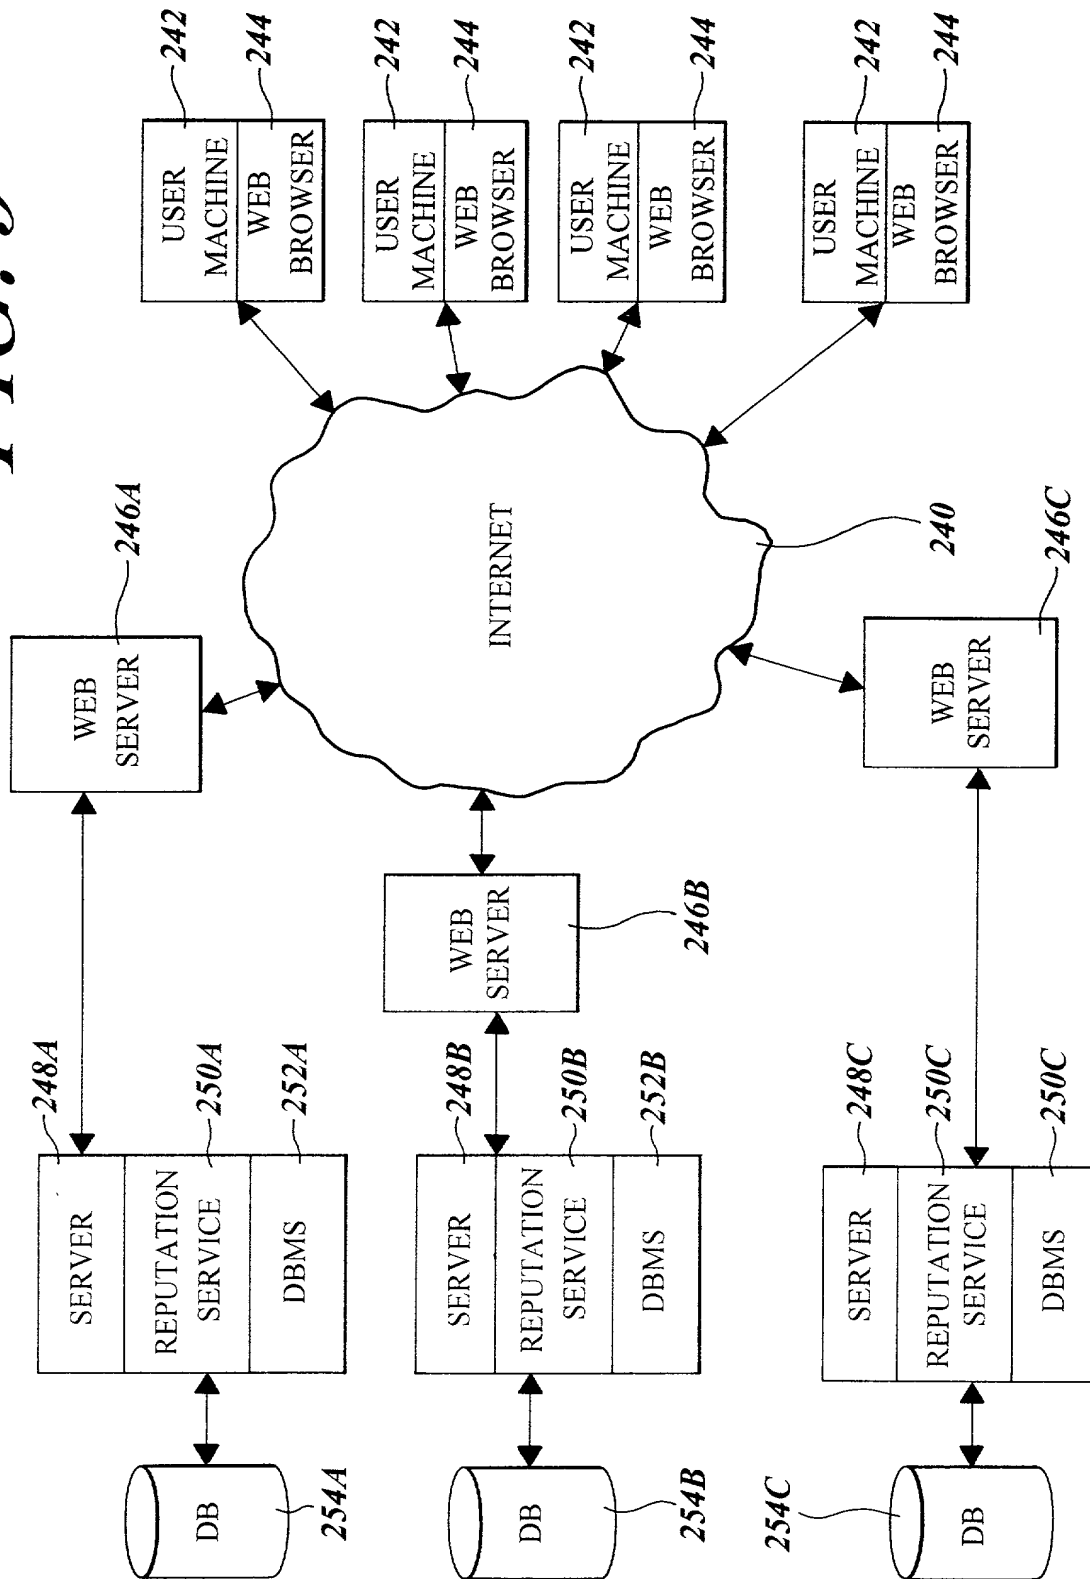 FIG.
254C
DB
DB
254B
DB
254A
SERVER
REPUTATION
SERVICE
DBMS
248C
250C
250C
SERVER
REPUTATION
SERVICE
DBMS
248B
250B
252B
SERVER
REPUTATION
SERVICE
DBMS
248A
250A
252A
WEB
SERVER
246C
WEB
SERVER
246B
WEB
SERVER
246A
INTERNET
240
USER
MACHINE
WEB
BROWSER
242
244
USER
MACHINE
WEB
BROWSER
242
244
USER
MACHINE
WEB
BROWSER
242
244
USER
MACHINE
WEB
BROWSER
242
244